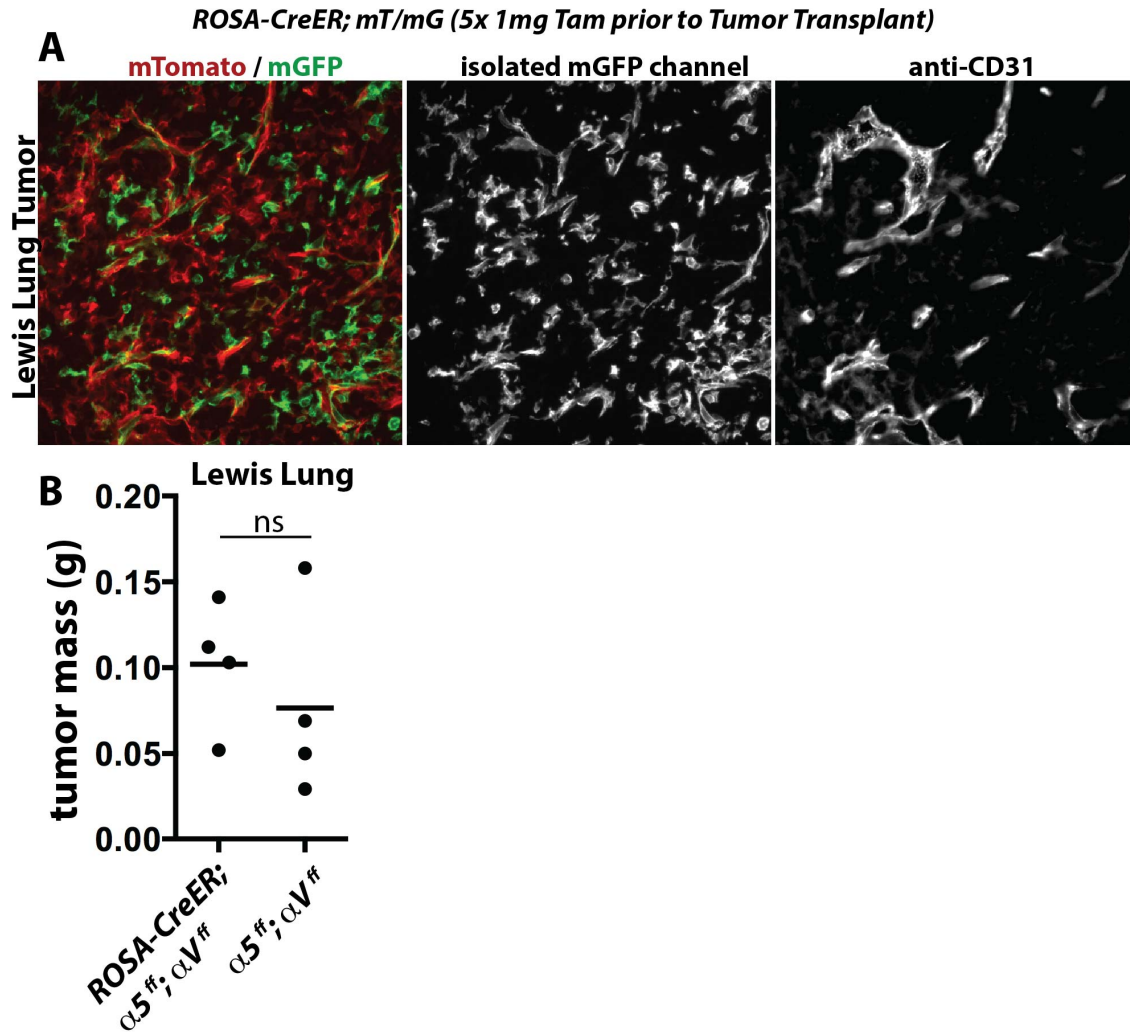 ROSA-CreER; mT/mG (5x 1mg Tam prior to Tumor Transplant)
A
mTomato / mGFP
isolated mGFP channel
anti-CD31
Lewis Lung Tumor
B
Lewis Lung
ns
tumor mass (g)
0.20
0.15
0.10
0.05
0.00
ROSA-CreER;
α5ff; αVff
α5ff; αVff